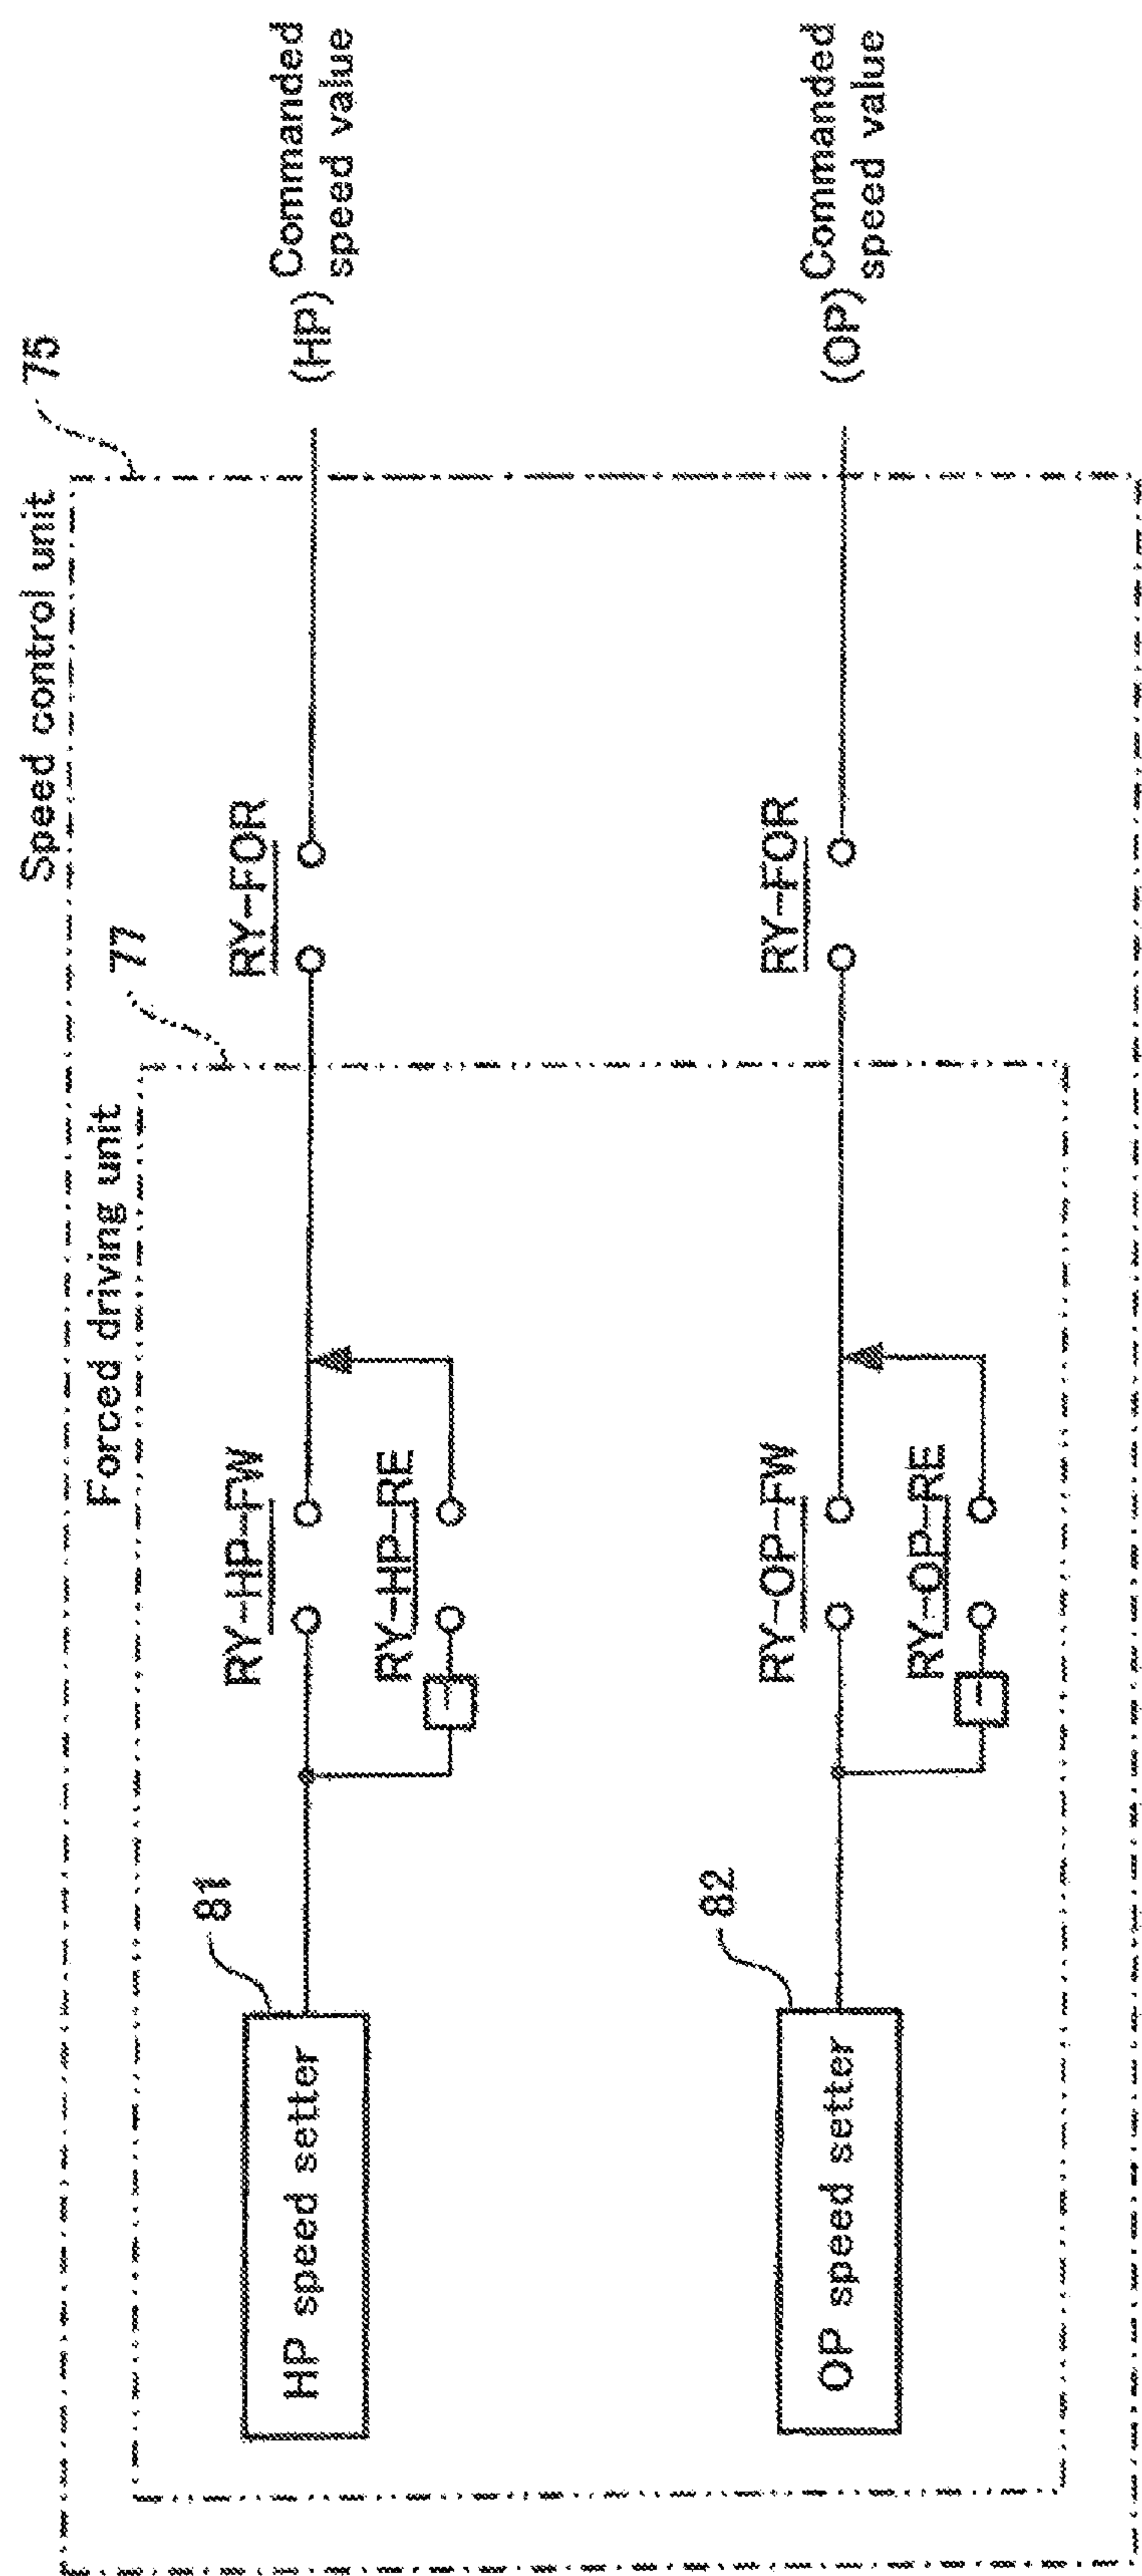 Speed control unit
75
Forced driving unit
77
HP speed setter
81
RY-HP-FW
RY-HP-RE
−
RY-FOR
(HP) Commanded
speed value
OP speed setter
82
RY-OP-FW
RY-OP-RE
−
RY-FOR
(OP) Commanded
speed value